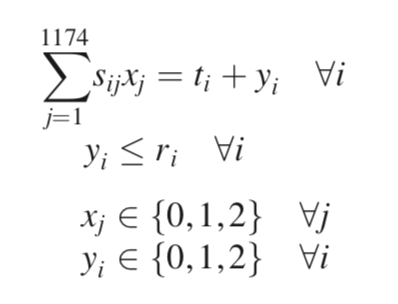 1174
∑ s_{ij}x_j = t_i + y_i ∀i
j=1
y_i ≤ r_i ∀i
x_j ∈ {0,1,2} ∀j
y_i ∈ {0,1,2} ∀i